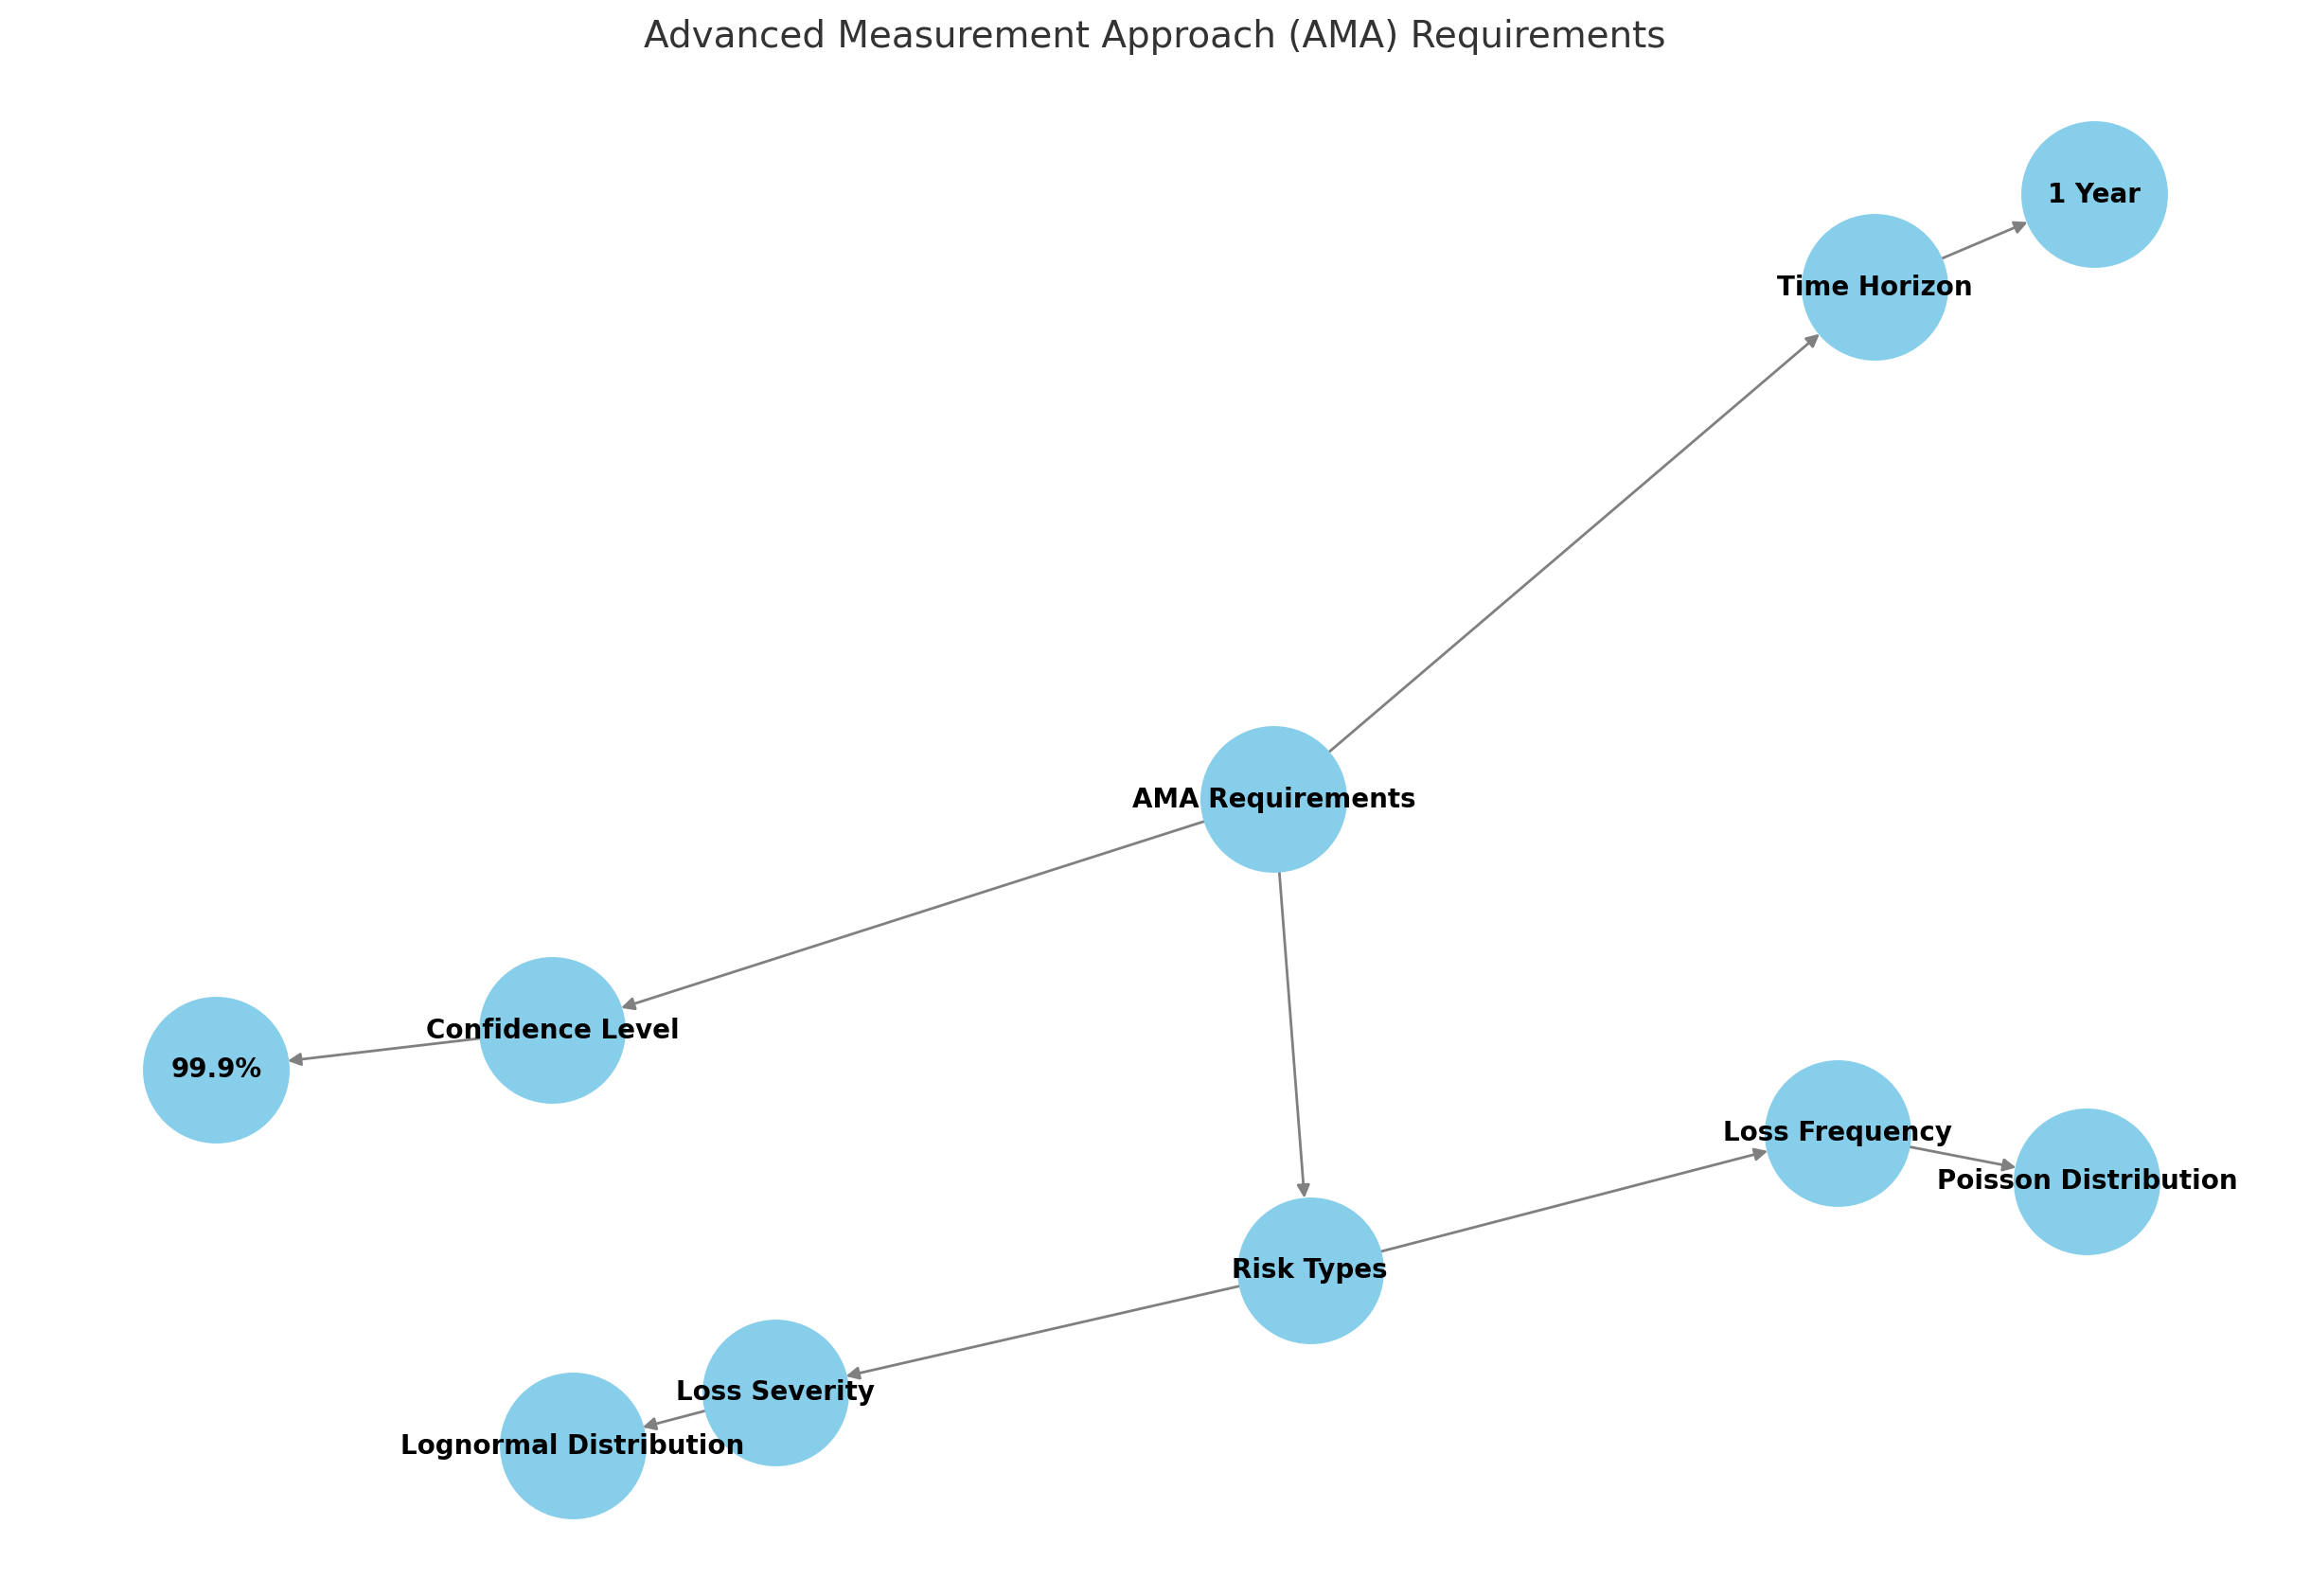 Advanced Measurement Approach (AMA) Requirements
1 Year
Time Horizon
AMA Requirements
Confidence Level
99.9%
Loss Frequency
Poisson Distribution
Risk Types
Loss Severity
Lognormal Distribution